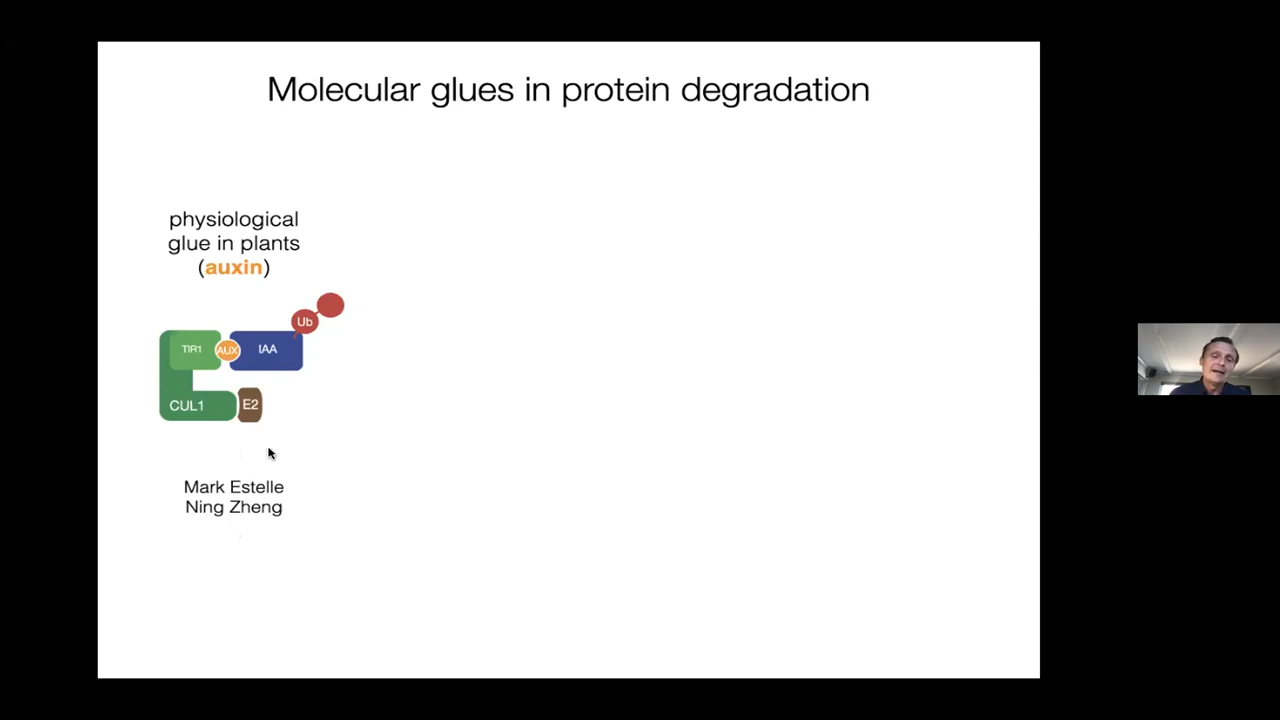 Molecular glues in protein degradation
physiological
glue in plants
(auxin)
Ub
TIR1
AUX
IAA
CUL1
E2
Mark Estelle
Ning Zheng